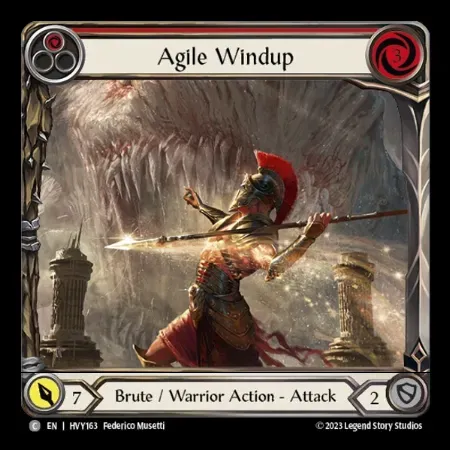 Agile Windup
3
7
Brute / Warrior Action - Attack
2
C EN | HVY163 Federico Musetti
©2023 Legend Story Studios